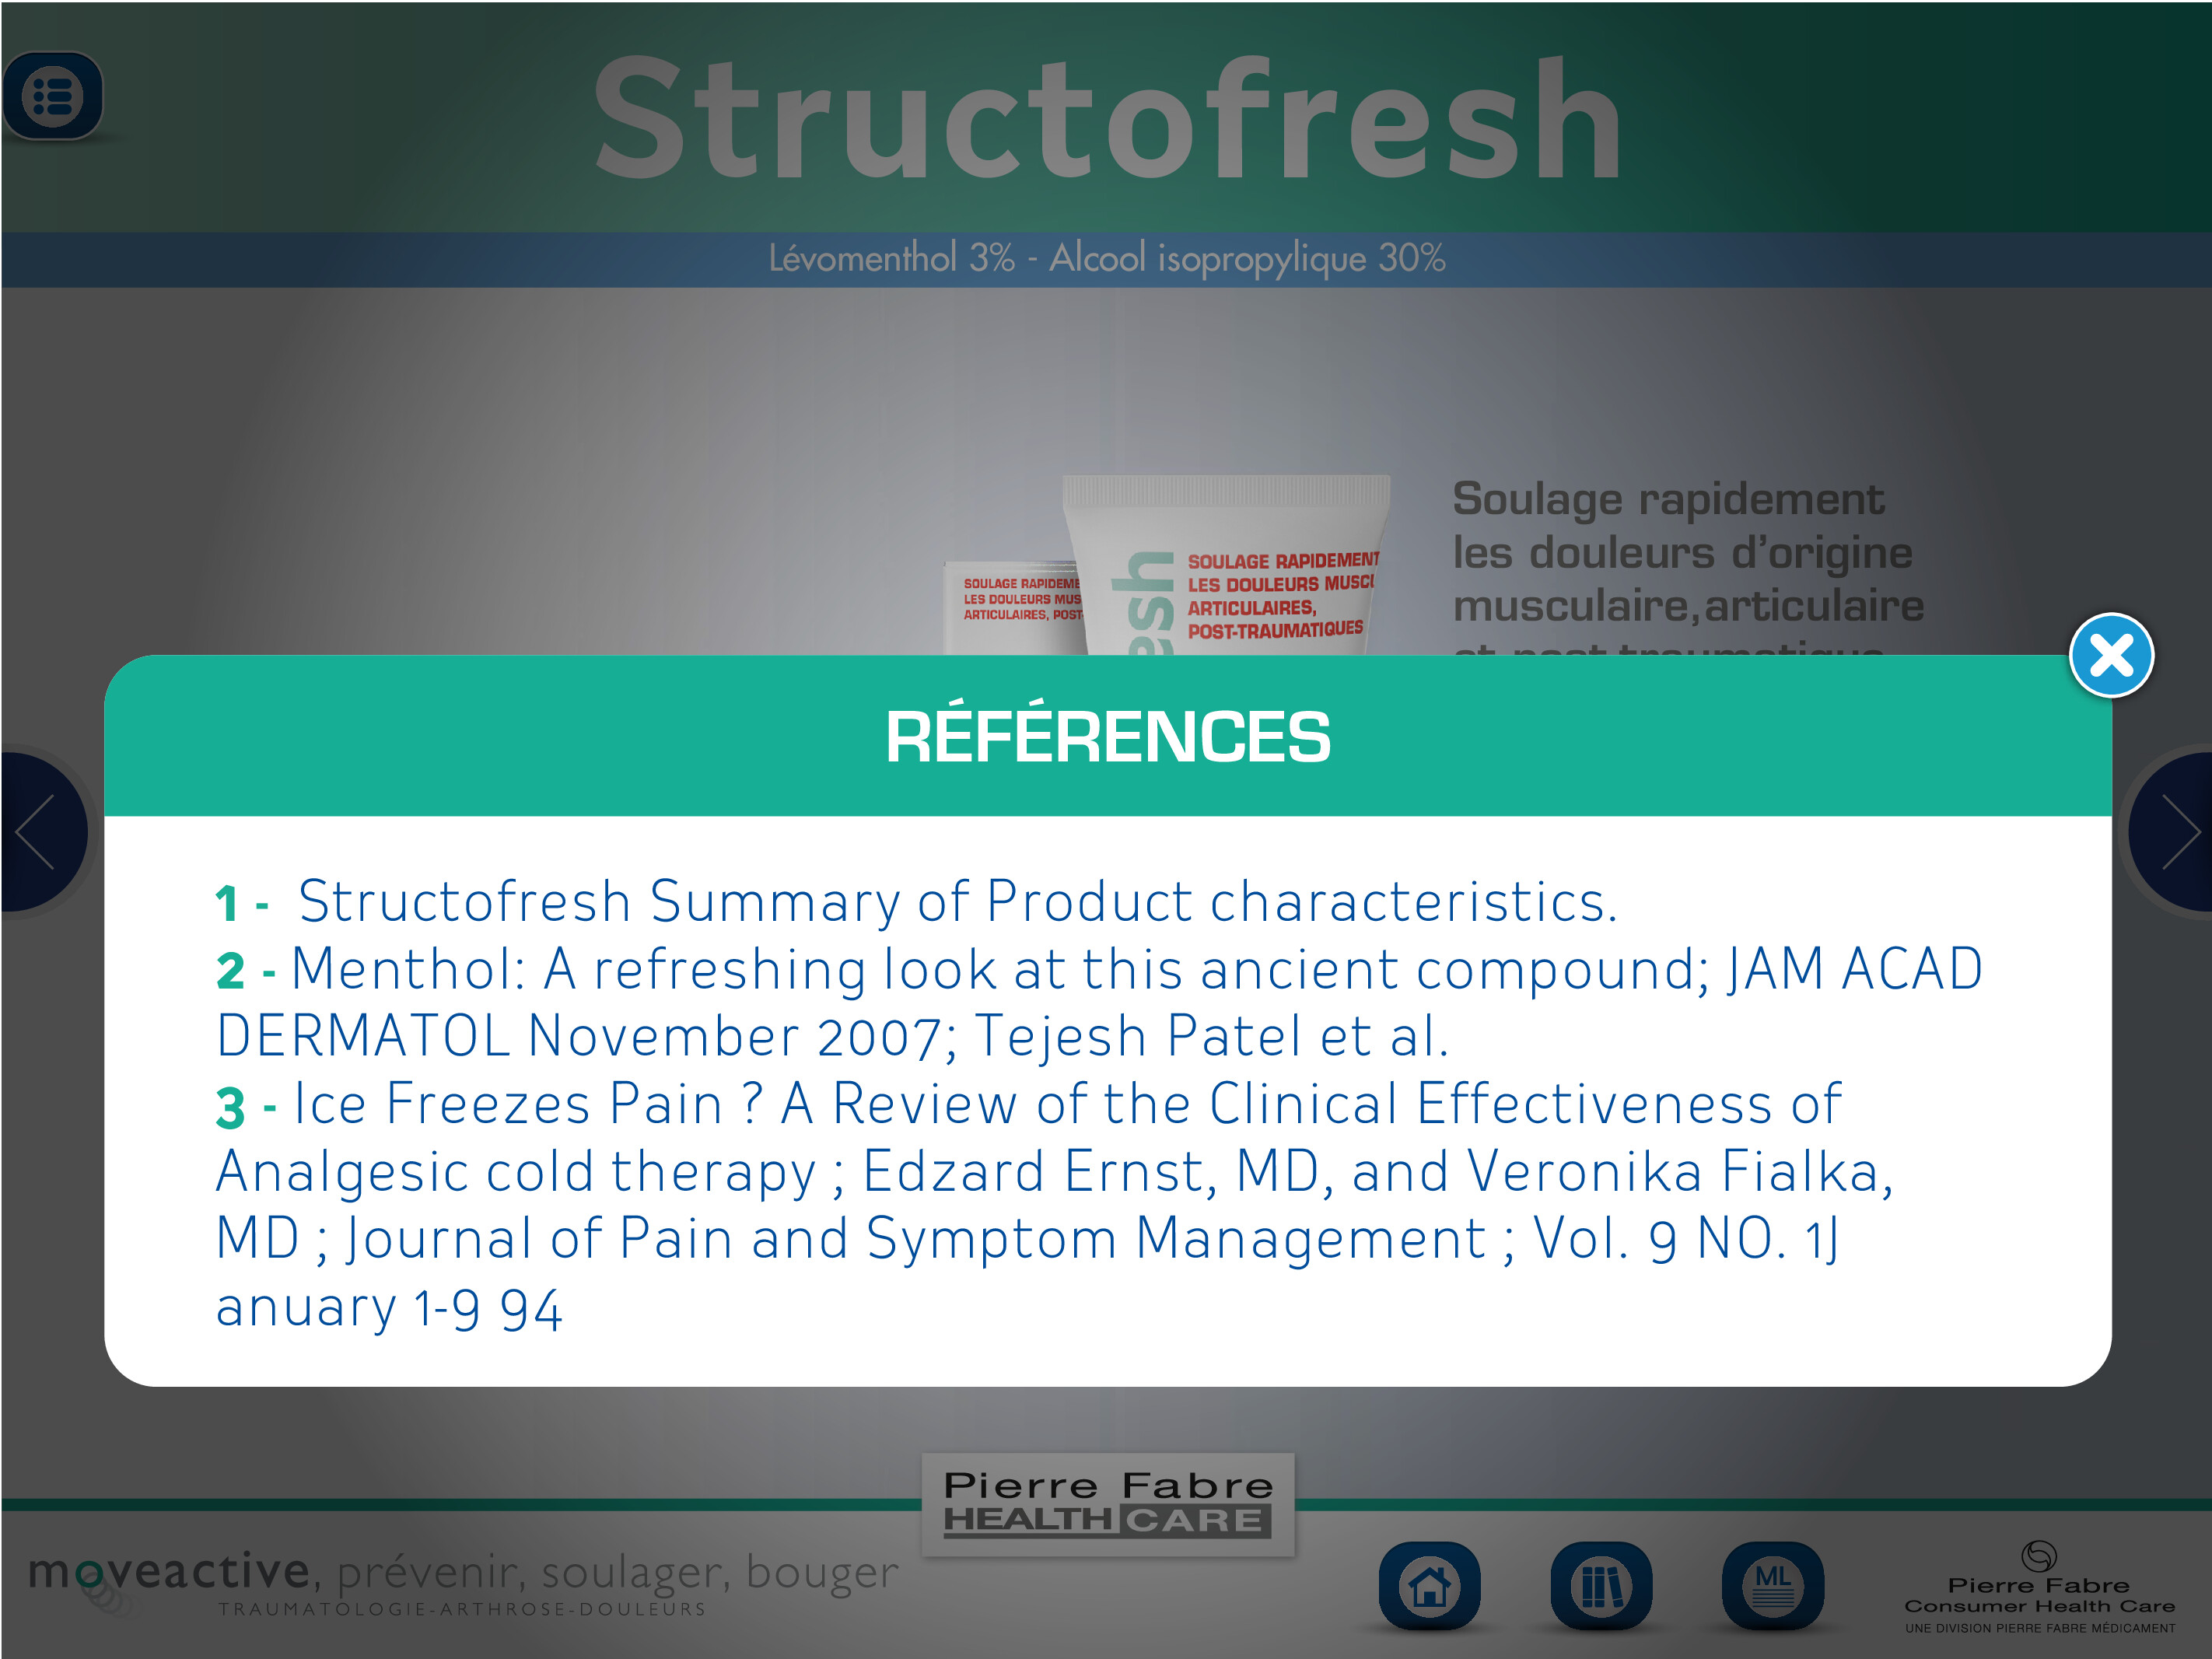 Structofresh
Lévomenthol 3% - Alcool isopropylique 30%
Soulage rapidement
les douleurs d'origine
musculaire, articulaire
et post-traumatique
SOULAGE RAPIDEME
LES DOULEURS MUS
ARTICULAIRES, POST-
esh
SOULAGE RAPIDEMENT
LES DOULEURS MUSC
ARTICULAIRES,
POST-TRAUMATIQUES
RÉFÉRENCES
1 - Structofresh Summary of Product characteristics.
2 - Menthol: A refreshing look at this ancient compound; JAM ACAD
DERMATOL November 2007; Tejesh Patel et al.
3 - Ice Freezes Pain ? A Review of the Clinical Effectiveness of
Analgesic cold therapy ; Edzard Ernst, MD, and Veronika Fialka,
MD ; Journal of Pain and Symptom Management ; Vol. 9 NO. 1J
anuary 1-9 94
Pierre Fabre
HEALTH CARE
moveactive, prévenir, soulager, bouger
TRAUMATOLOGIE-ARTHROSE-DOULEURS
ML
Pierre Fabre
Consumer Health Care
UNE DIVISION PIERRE FABRE MÉDICAMENT